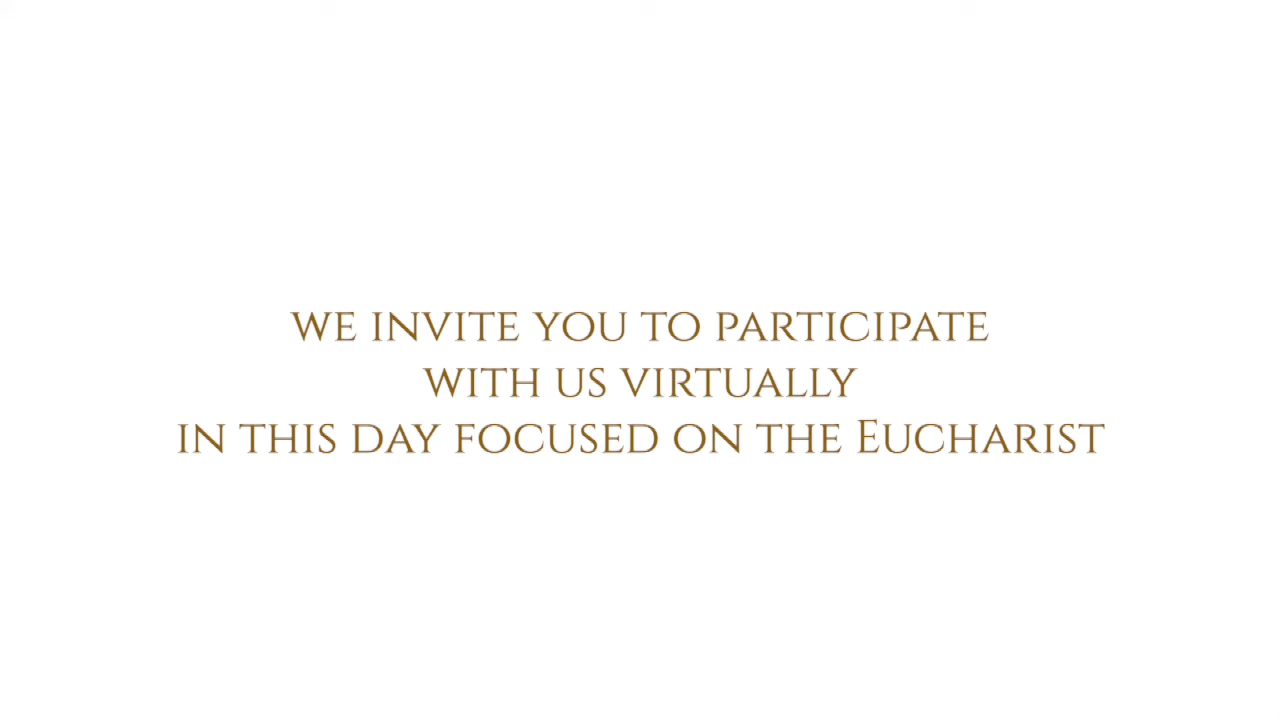 we invite you to participate
with us virtually
in this day focused on the Eucharist